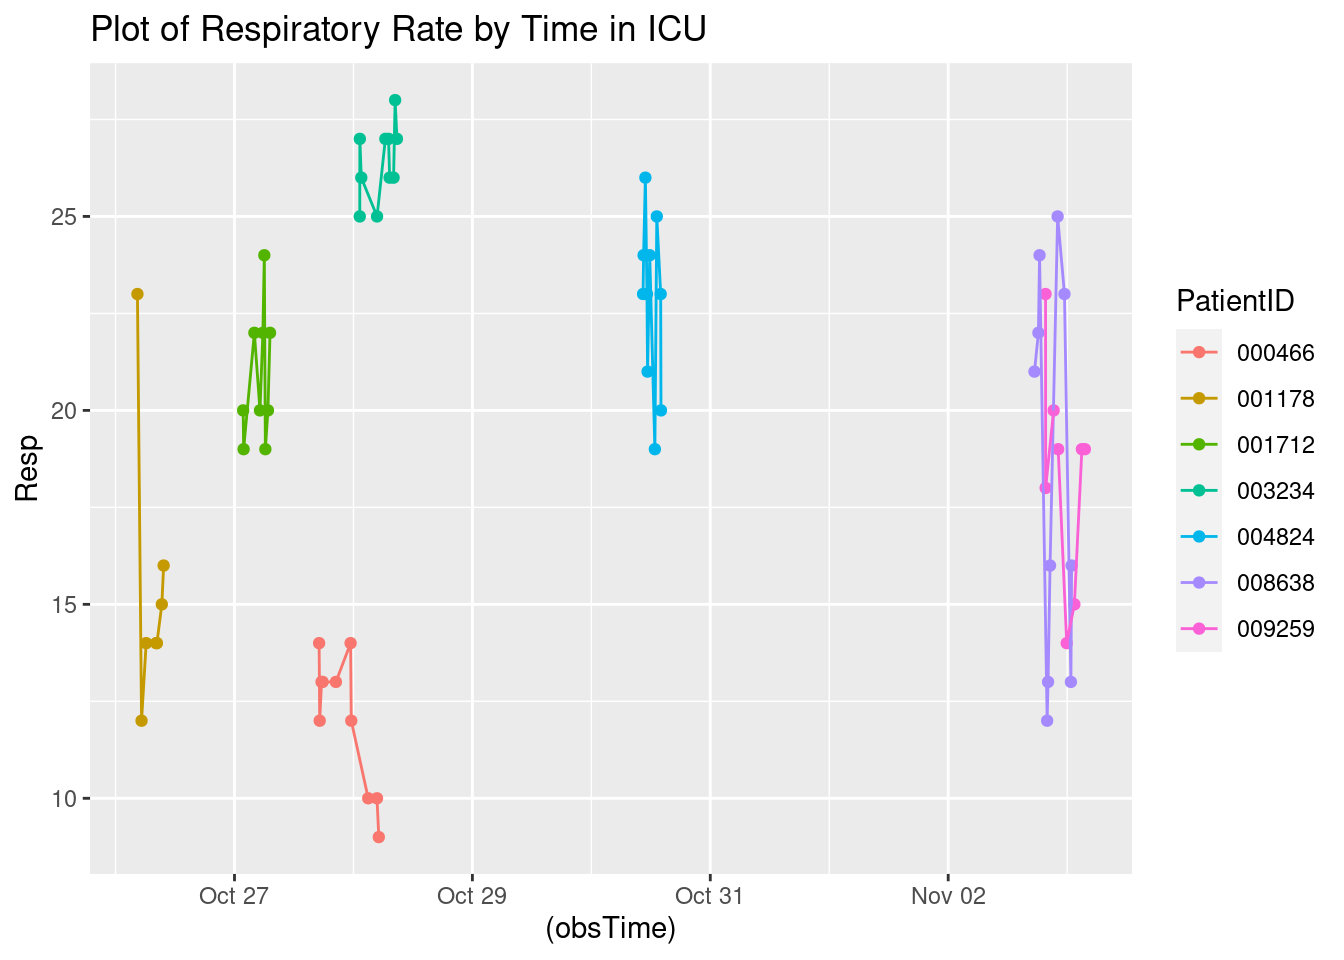 Plot of Respiratory Rate by Time in ICU
Resp
25
20
15
10
Oct 27
Oct 29
Oct 31
Nov 02
(obsTime)
PatientID
000466
001178
001712
003234
004824
008638
009259